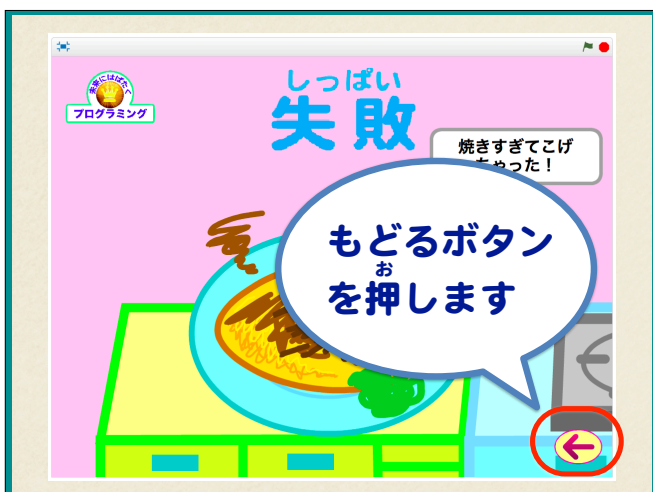 未来にはばたく
プログラミング
しっぱい
失敗
焼きすぎてこげ
ちゃった！
もどるボタン
お
を押します